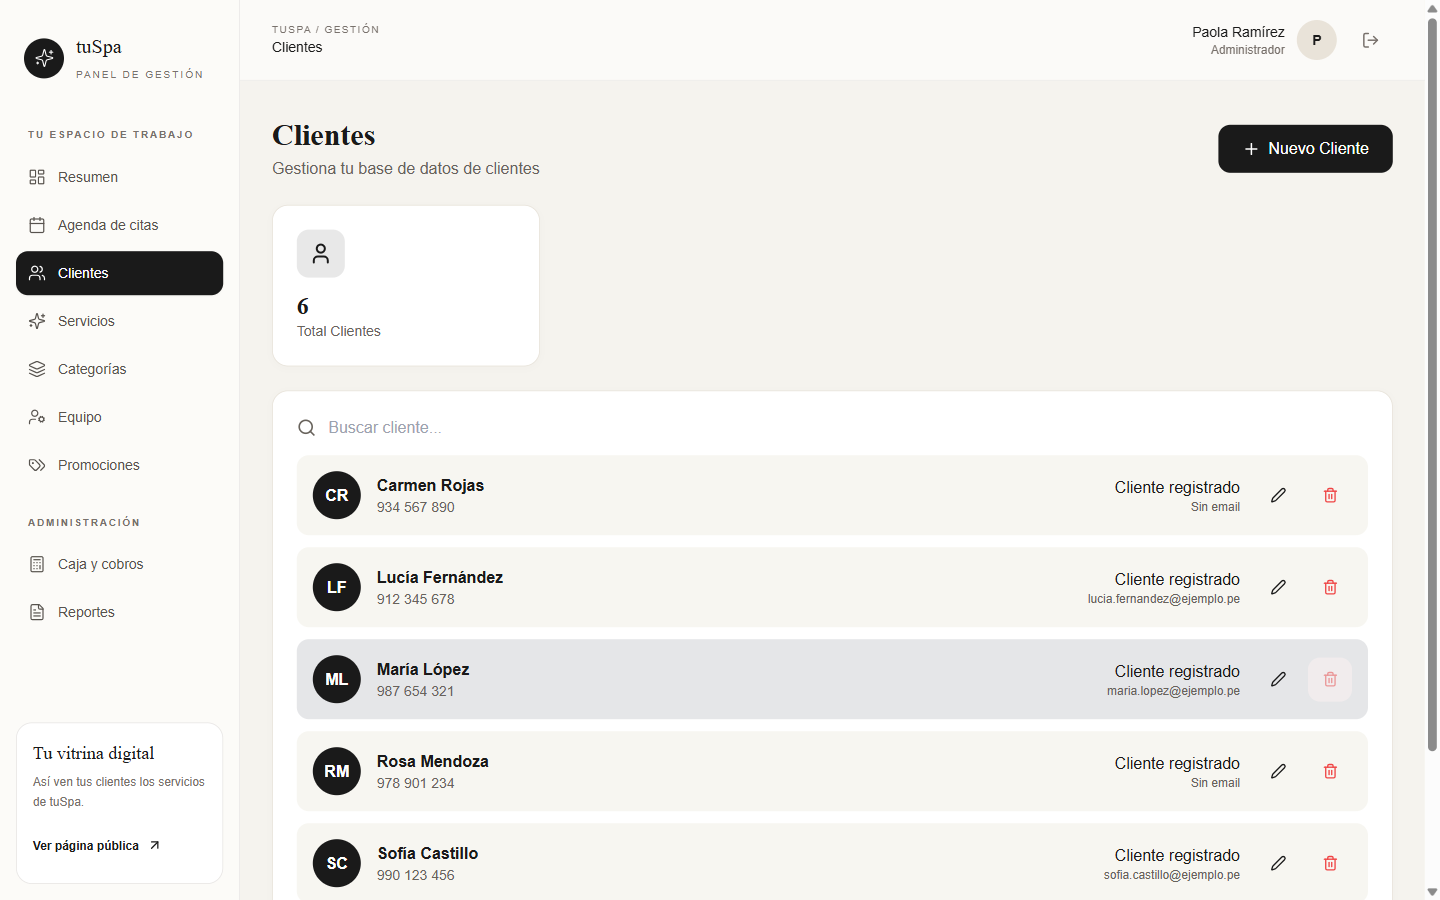 tuSpa
PANEL DE GESTIÓN
TU ESPACIO DE TRABAJO
Resumen
Agenda de citas
Clientes
Servicios
Categorías
Equipo
Promociones
ADMINISTRACIÓN
Caja y cobros
Reportes
Tu vitrina digital
Así ven tus clientes los servicios
de tuSpa.
Ver página pública
TUSPA / GESTIÓN
Clientes
Paola Ramírez
Administrador
P
Clientes
Gestiona tu base de datos de clientes
Nuevo Cliente
6
Total Clientes
Buscar cliente...
CR
Carmen Rojas
934 567 890
Cliente registrado
Sin email
LF
Lucía Fernández
912 345 678
Cliente registrado
lucia.fernandez@ejemplo.pe
ML
María López
987 654 321
Cliente registrado
maria.lopez@ejemplo.pe
RM
Rosa Mendoza
978 901 234
Cliente registrado
Sin email
SC
Sofía Castillo
990 123 456
Cliente registrado
sofia.castillo@ejemplo.pe